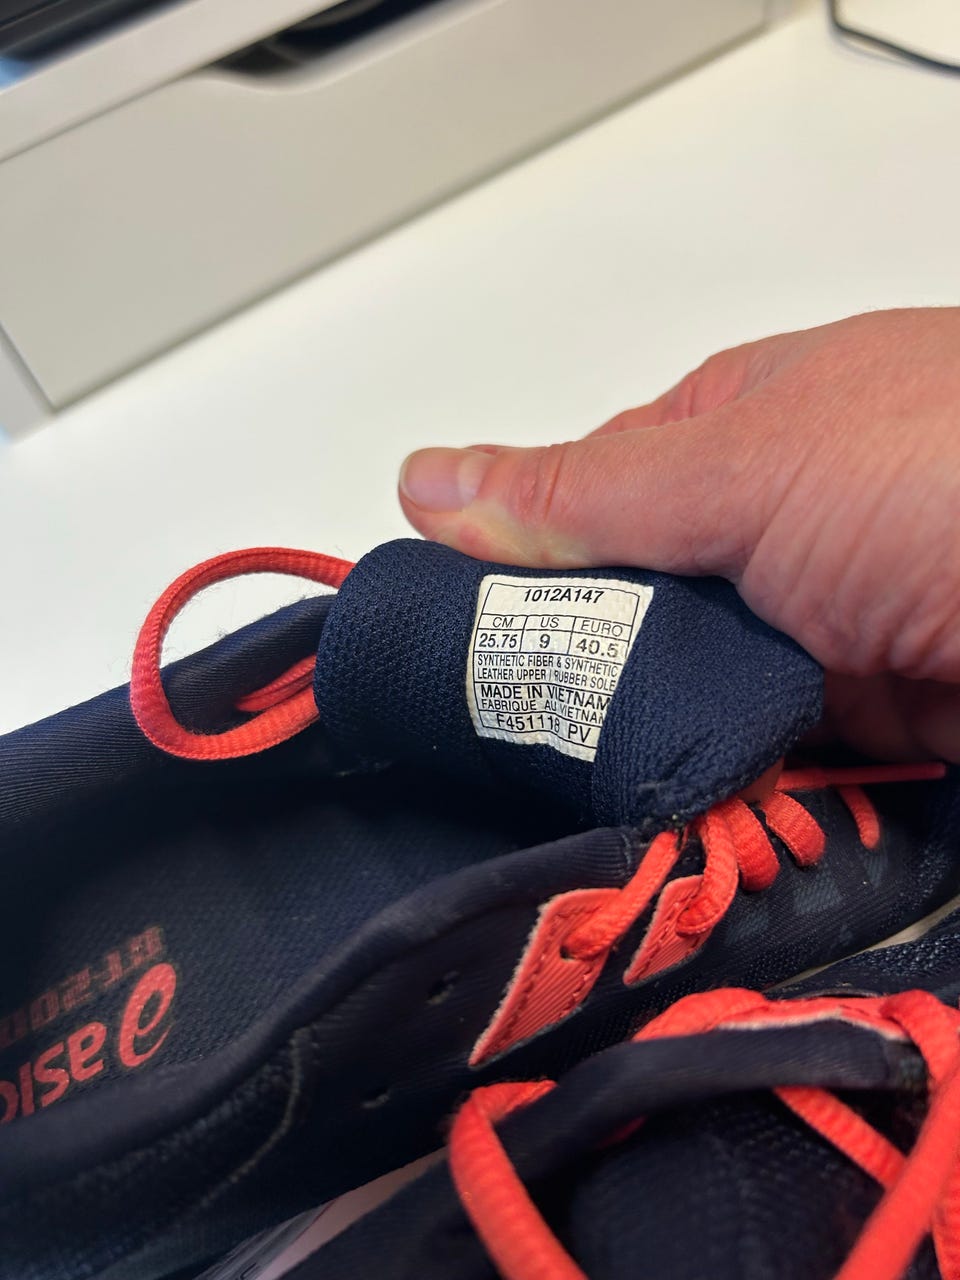 1012A147
CM US EURO
25.75 9 40.5
SYNTHETIC FIBER & SYNTHETIC
LEATHER UPPER / RUBBER SOLE
MADE IN VIETNAM
FABRIQUE AU VIETNAM
F451118 PV
asics